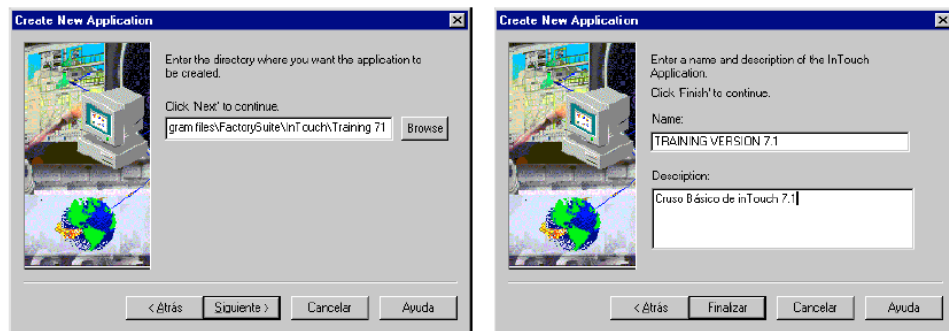 Create New Application
Enter the directory where you want the application to
be created.
Click 'Next' to continue.
gram files\FactorySuite\InTouch\Training 71
Browse
< Atrás
Siguiente >
Cancelar
Ayuda
Create New Application
Enter a name and description of the InTouch
Application.
Click 'Finish' to continue.
Name:
TRAINING VERSION 7.1
Description:
Cruso Básico de inTouch 7.1
< Atrás
Finalizar
Cancelar
Ayuda